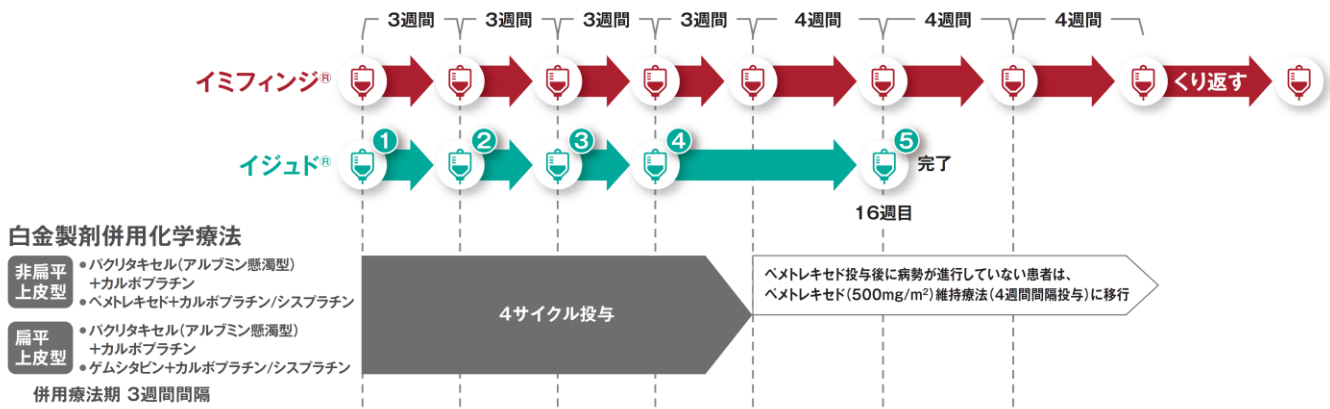 3週間 3週間 3週間 3週間 4週間 4週間 4週間
イミフィンジ® くり返す
イジュド® 1 2 3 4 5 完了
16週目
白金製剤併用化学療法
非扁平
上皮型
●パクリタキセル(アルブミン懸濁型)
+カルボプラチン
●ペメトレキセド+カルボプラチン/シスプラチン
扁平
上皮型
●パクリタキセル(アルブミン懸濁型)
+カルボプラチン
●ゲムシタビン+カルボプラチン/シスプラチン
併用療法期 3週間間隔
4サイクル投与
ペメトレキセド投与後に病勢が進行していない患者は、
ペメトレキセド(500mg/m²)維持療法(4週間間隔投与)に移行